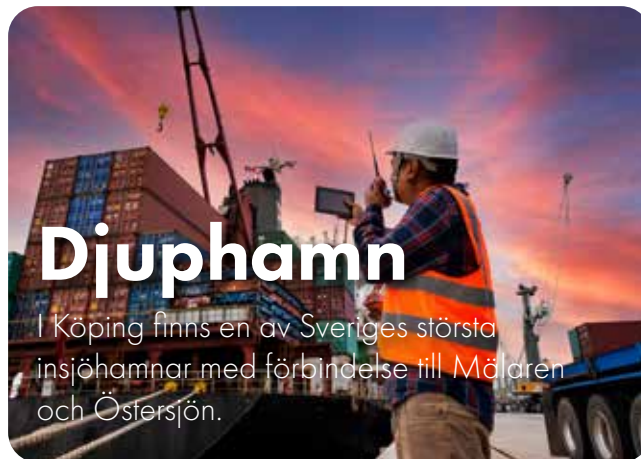 Djuphamn
I Köping finns en av Sveriges största
insjöhamnar med förbindelse till Mälaren
och Östersjön.